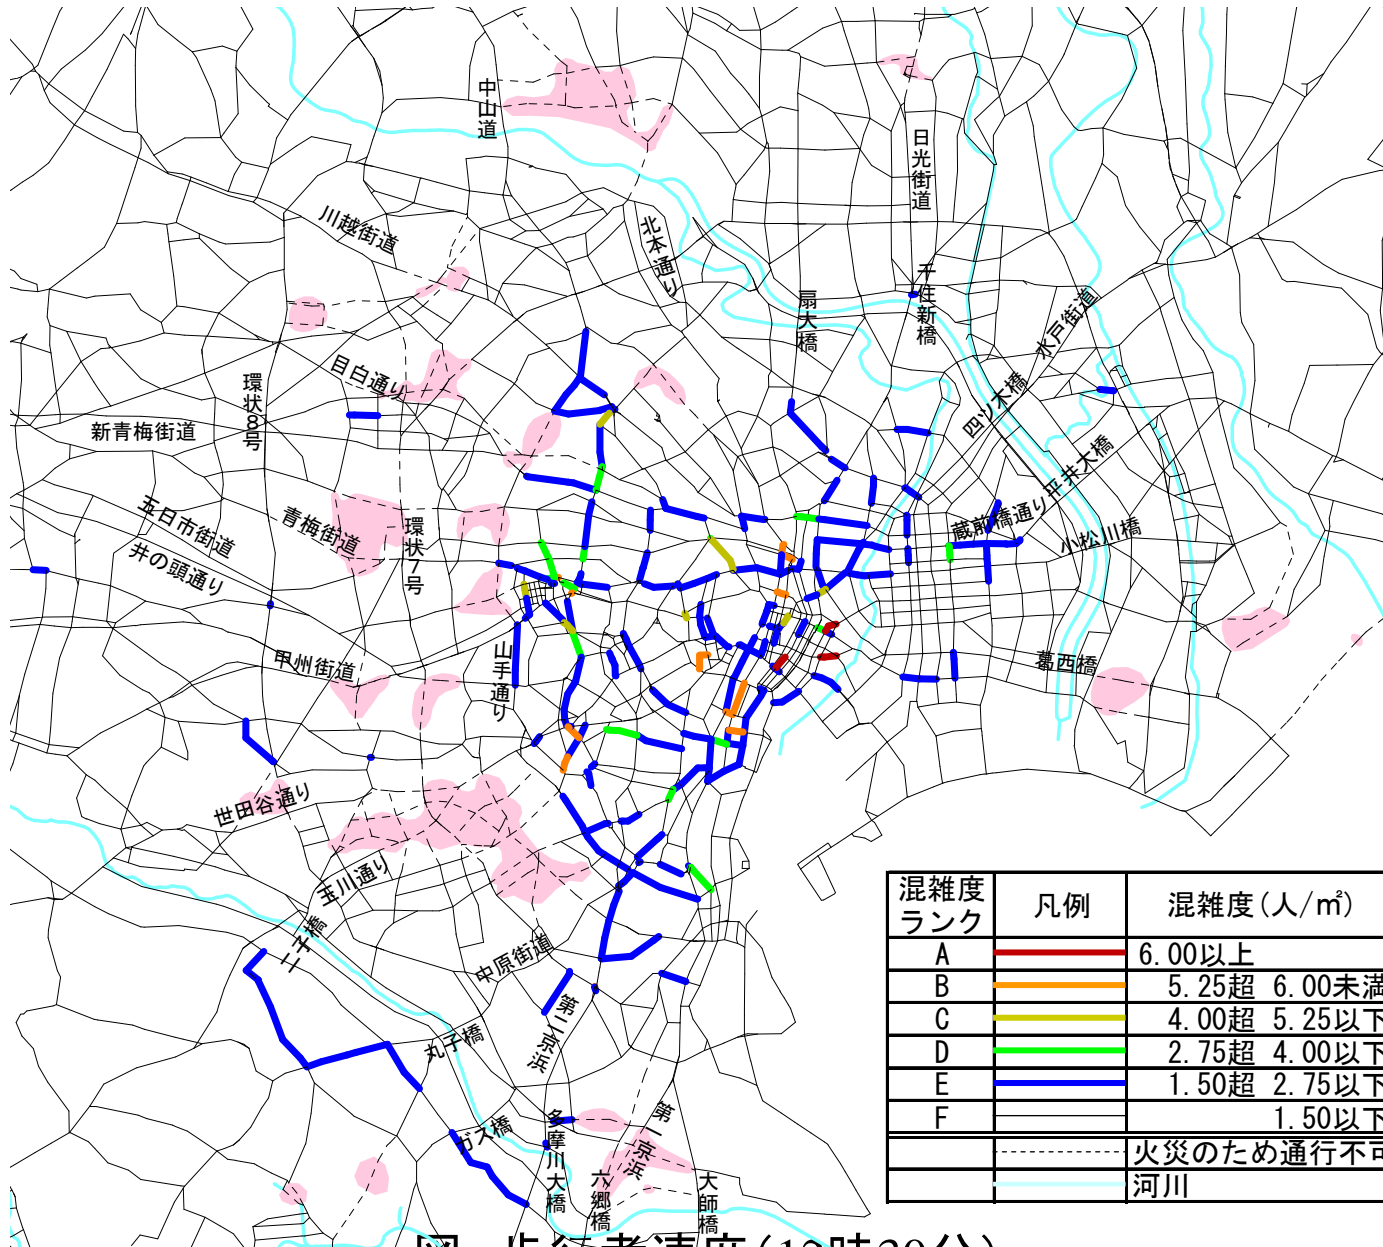 中山道
日光街道
川越街道
北本通り
千住新橋
扇大橋
水戸街道
目白通り
環状8号
四ツ木橋
新青梅街道
平井大橋
五日市街道
青梅街道
環状7号
蔵前橋通り
小松川橋
井の頭通り
甲州街道
山手通り
葛西橋
世田谷通り
玉川通り
二子橋
中原街道
第二京浜
丸子橋
ガス橋
多摩川大橋
第一京浜
六郷橋
大師橋
混雑度ランク 凡例 混雑度(人/㎡)
A 6.00以上
B 5.25超 6.00未満
C 4.00超 5.25以下
D 2.75超 4.00以下
E 1.50超 2.75以下
F 1.50以下
火災のため通行不可
河川